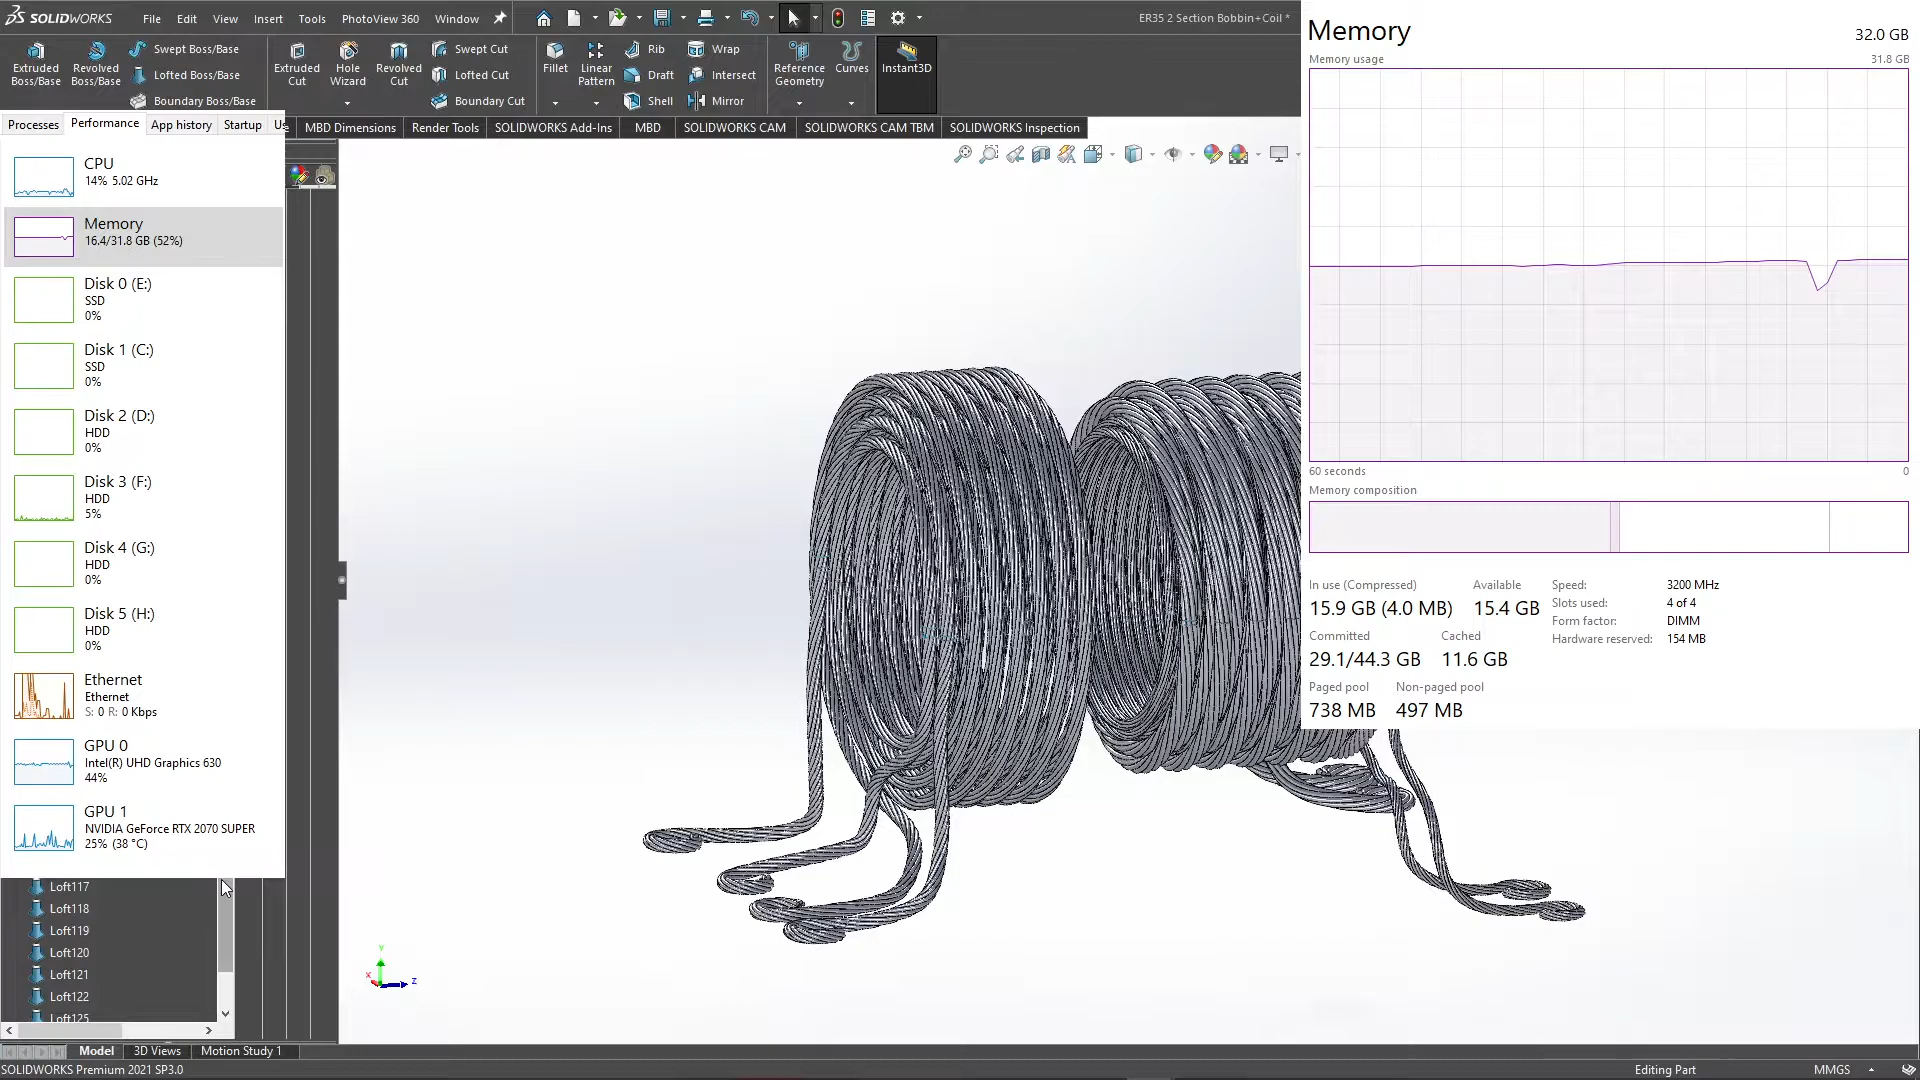 SOLIDWORKS
File Edit View Insert Tools PhotoView 360 Window
ER35 2 Section Bobbin+Coil *
Extruded Boss/Base
Revolved Boss/Base
Swept Boss/Base
Lofted Boss/Base
Boundary Boss/Base
Extruded Cut
Hole Wizard
Revolved Cut
Swept Cut
Lofted Cut
Boundary Cut
Fillet
Linear Pattern
Rib
Draft
Shell
Wrap
Intersect
Mirror
Reference Geometry
Curves
Instant3D
Processes Performance App history Startup Us
MBD Dimensions Render Tools SOLIDWORKS Add-Ins MBD SOLIDWORKS CAM SOLIDWORKS CAM TBM SOLIDWORKS Inspection
CPU
14% 5.02 GHz
Memory
16.4/31.8 GB (52%)
Disk 0 (E:)
SSD
0%
Disk 1 (C:)
SSD
0%
Disk 2 (D:)
HDD
0%
Disk 3 (F:)
HDD
5%
Disk 4 (G:)
HDD
0%
Disk 5 (H:)
HDD
0%
Ethernet
Ethernet
S: 0 R: 0 Kbps
GPU 0
Intel(R) UHD Graphics 630
44%
GPU 1
NVIDIA GeForce RTX 2070 SUPER
25% (38 °C)
Loft117
Loft118
Loft119
Loft120
Loft121
Loft122
Loft125
Y
X
Z
Memory
32.0 GB
Memory usage
31.8 GB
60 seconds
0
Memory composition
In use (Compressed)
15.9 GB (4.0 MB)
Available
15.4 GB
Committed
29.1/44.3 GB
Cached
11.6 GB
Paged pool
738 MB
Non-paged pool
497 MB
Speed: 3200 MHz
Slots used: 4 of 4
Form factor: DIMM
Hardware reserved: 154 MB
Model 3D Views Motion Study 1
SOLIDWORKS Premium 2021 SP3.0
Editing Part
MMGS